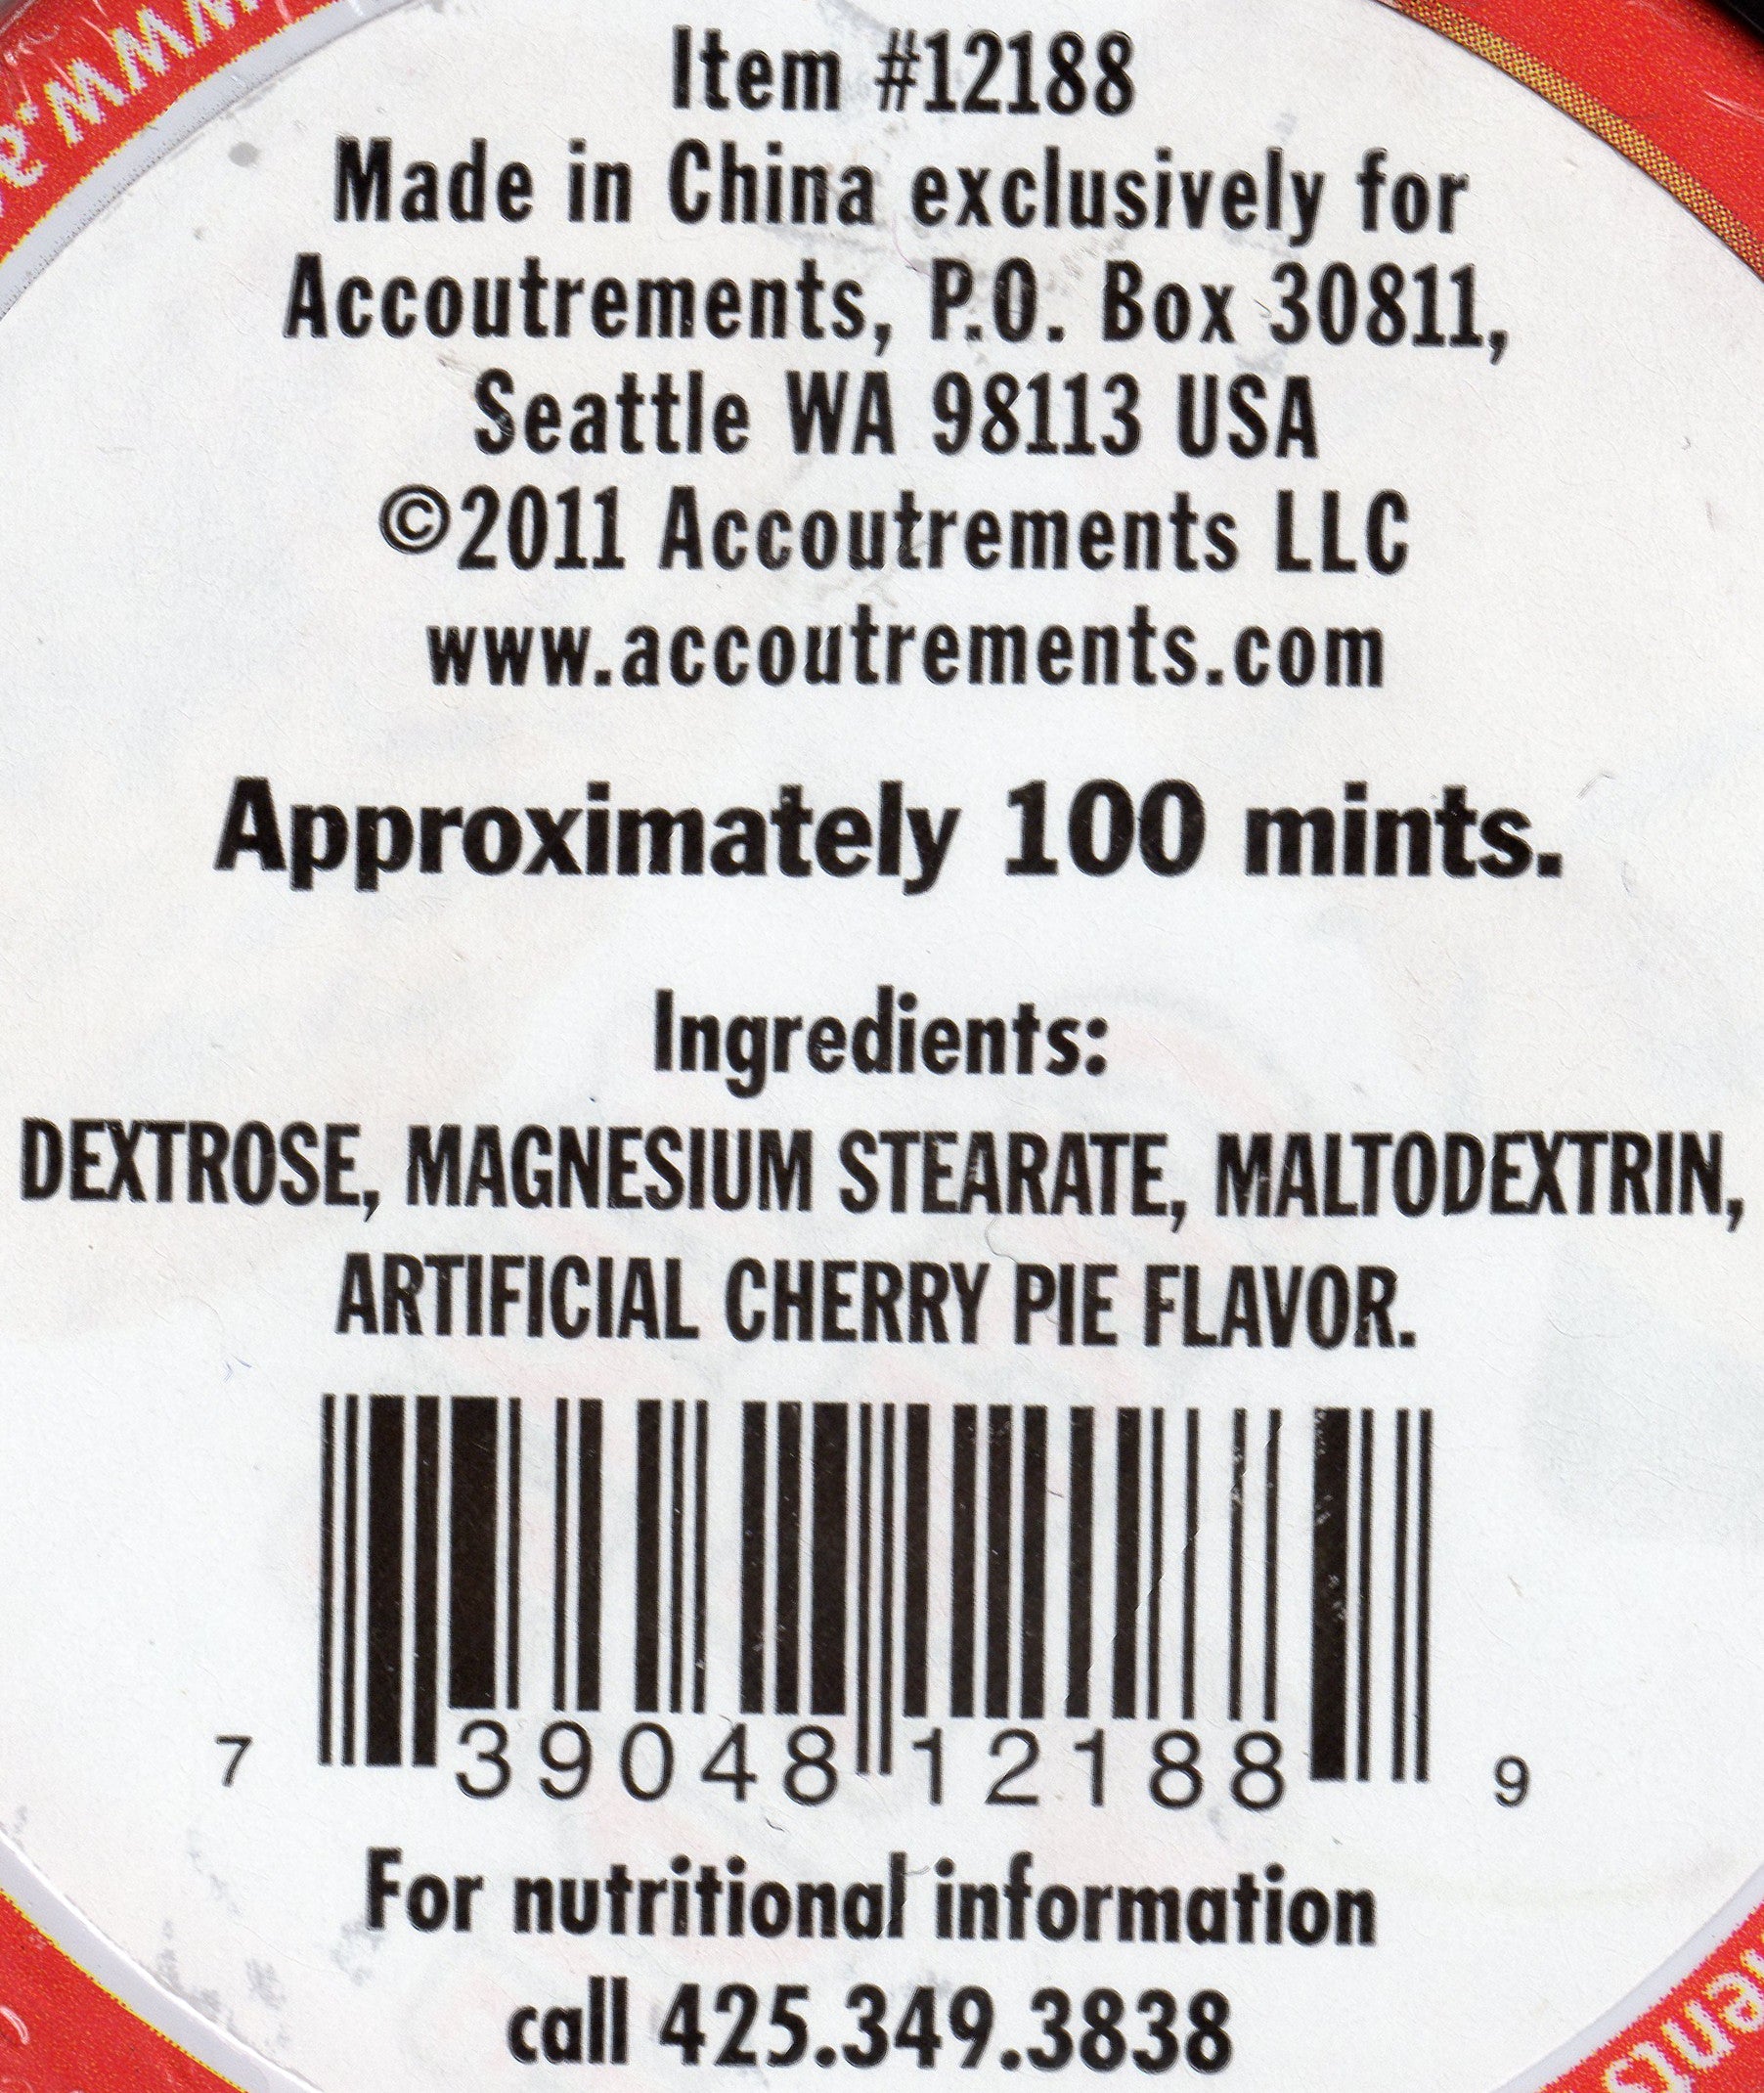 Item #12188
Made in China exclusively for
Accoutrements, P.O. Box 30811,
Seattle WA 98113 USA
©2011 Accoutrements LLC
www.accoutrements.com
Approximately 100 mints.
Ingredients:
DEXTROSE, MAGNESIUM STEARATE, MALTODEXTRIN,
ARTIFICIAL CHERRY PIE FLAVOR.
7 39048 12188 9
For nutritional information
call 425.349.3838